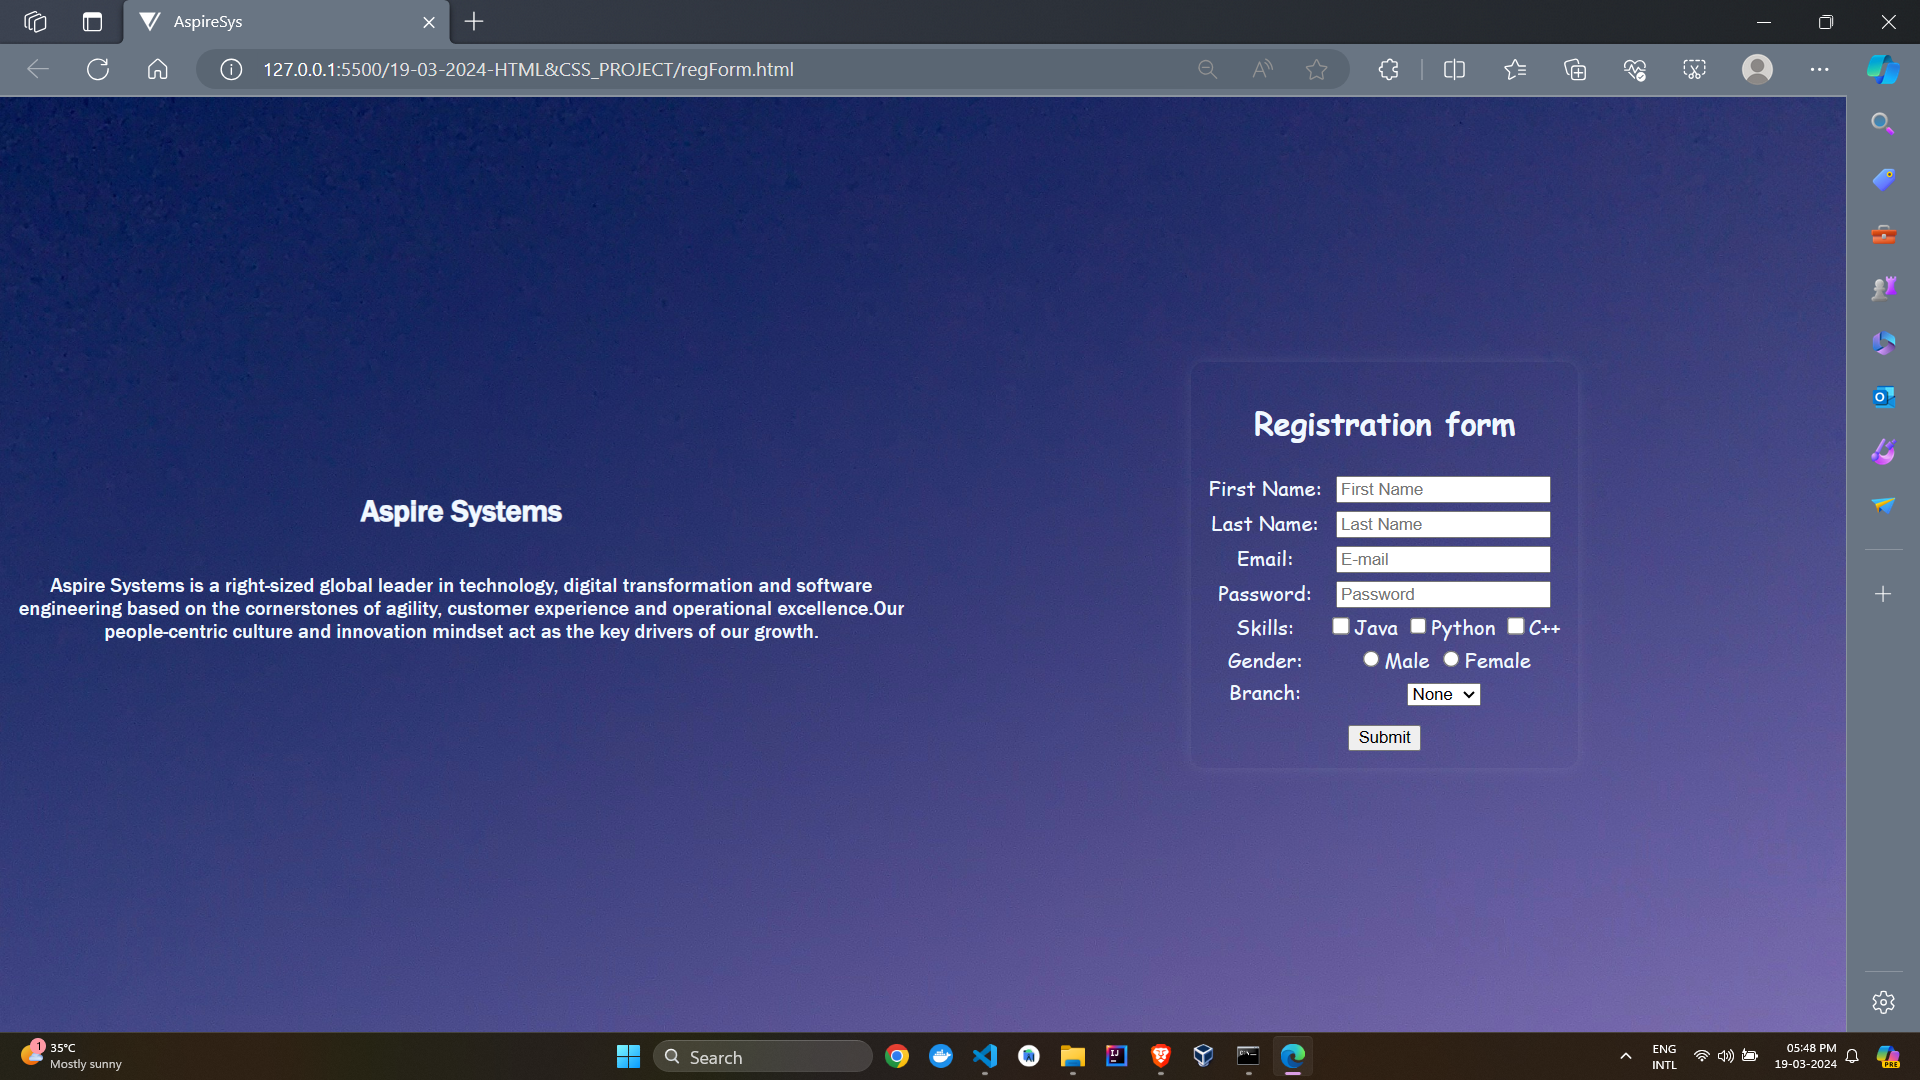 AspireSys
127.0.0.1:5500/19-03-2024-HTML&CSS_PROJECT/regForm.html
Aspire Systems
Aspire Systems is a right-sized global leader in technology, digital transformation and software
engineering based on the cornerstones of agility, customer experience and operational excellence.Our
people-centric culture and innovation mindset act as the key drivers of our growth.
Registration form
First Name: First Name
Last Name: Last Name
Email: E-mail
Password: Password
Skills: Java Python C++
Gender: Male Female
Branch: None
Submit
1
35°C
Mostly sunny
Search
ENG
INTL
05:48 PM
19-03-2024
PRE